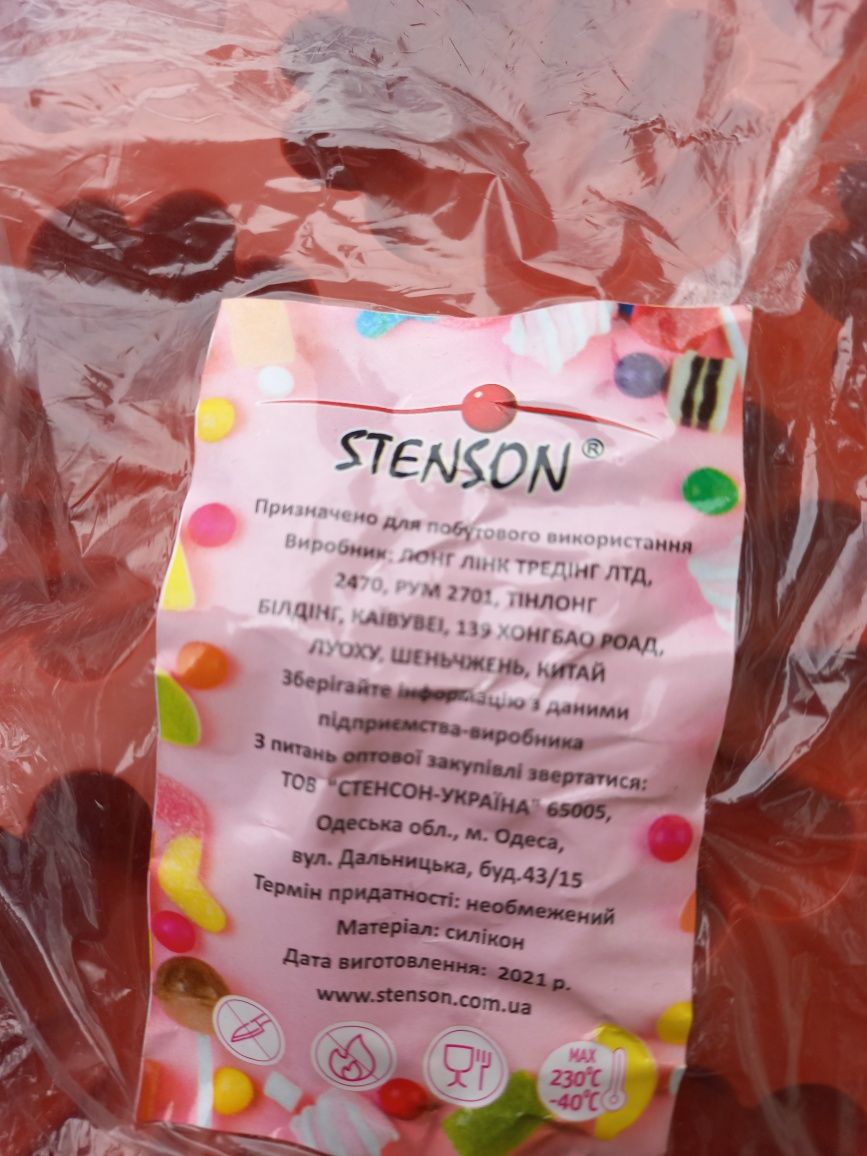 STENSON®
Призначено для побутового використання
Виробник: ЛОНГ ЛІНК ТРЕДІНГ ЛТД,
2470, РУМ 2701, ТІНЛОНГ
БІЛДІНГ, КАЇВУВЕІ, 139 ХОНГБАО РОАД,
ЛУОХУ, ШЕНЬЧЖЕНЬ, КИТАЙ
Зберігайте інформацію з даними
підприємства-виробника
З питань оптової закупівлі звертатися:
ТОВ "СТЕНСОН-УКРАЇНА" 65005,
Одеська обл., м. Одеса,
вул. Дальницька, буд.43/15
Термін придатності: необмежений
Матеріал: силікон
Дата виготовлення: 2021 р.
www.stenson.com.ua
MAX
230°C
-40°C